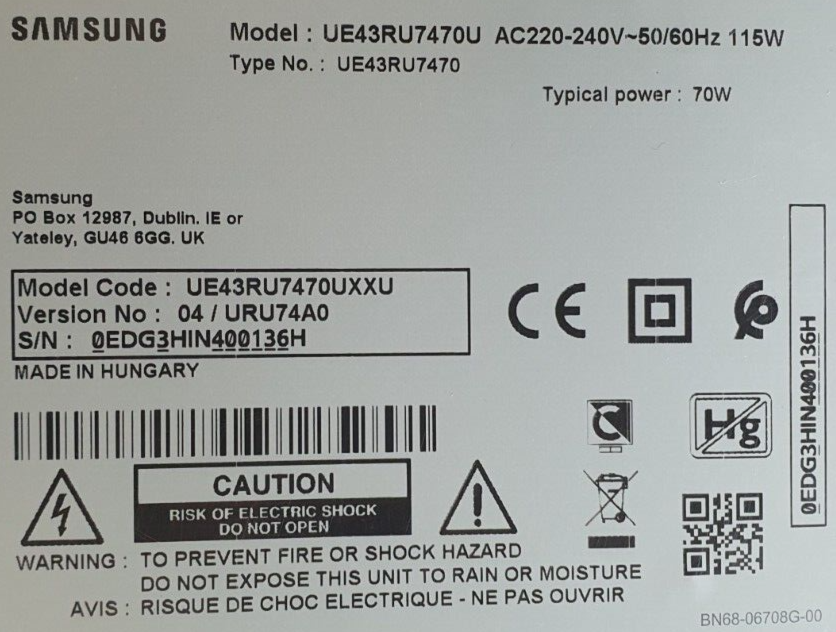 SAMSUNG
Model : UE43RU7470U AC220-240V~50/60Hz 115W
Type No. : UE43RU7470
Typical power : 70W
Samsung
PO Box 12987, Dublin. IE or
Yateley, GU46 6GG. UK
Model Code : UE43RU7470UXXU
Version No : 04 / URU74A0
S/N : 0EDG3HIN400136H
MADE IN HUNGARY
CE
Hg
0EDG3HIN400136H
CAUTION
RISK OF ELECTRIC SHOCK
DO NOT OPEN
WARNING : TO PREVENT FIRE OR SHOCK HAZARD
DO NOT EXPOSE THIS UNIT TO RAIN OR MOISTURE
AVIS : RISQUE DE CHOC ELECTRIQUE - NE PAS OUVRIR
BN68-06708G-00